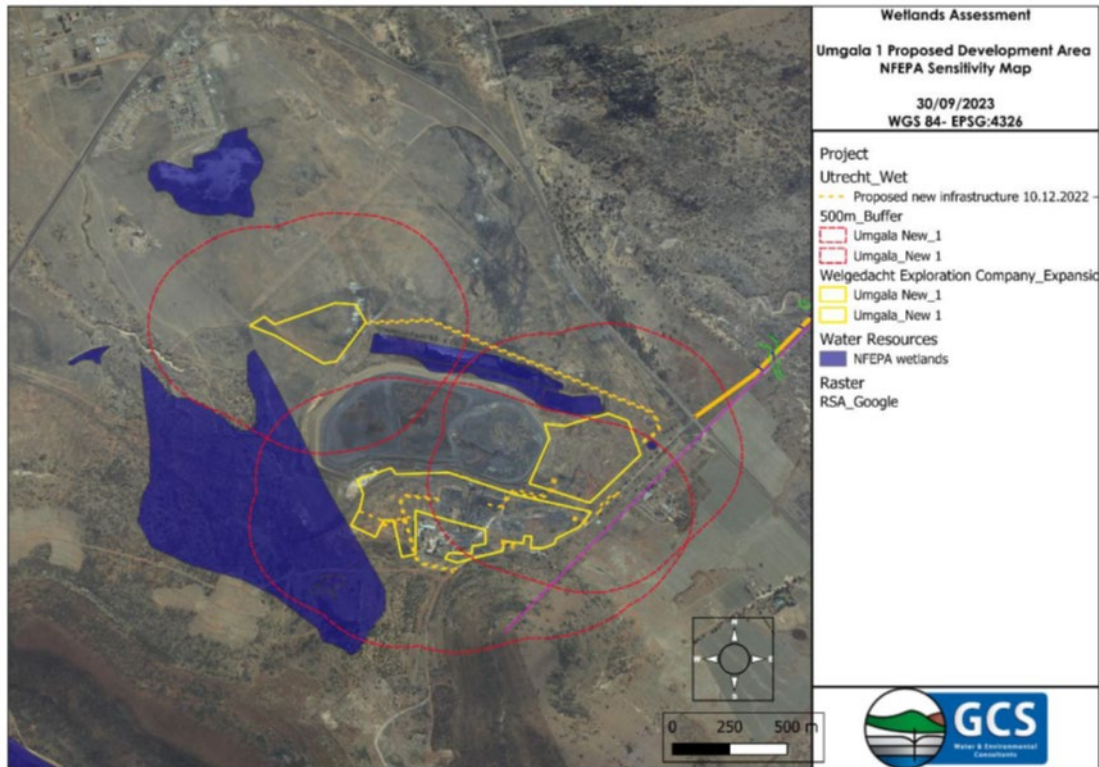 Wetlands Assessment
Umgala 1 Proposed Development Area
NFEPA Sensitivity Map
30/09/2023
WGS 84- EPSG:4326
Project
Utrecht_Wet
Proposed new infrastructure 10.12.2022 -
500m_Buffer
Umgala New_1
Umgala_New 1
Welgedacht Exploration Company_Expansio
Umgala New_1
Umgala_New 1
Water Resources
NFEPA wetlands
Raster
RSA_Google
0 250 500 m
GCS
Water & Environmental
Consultants